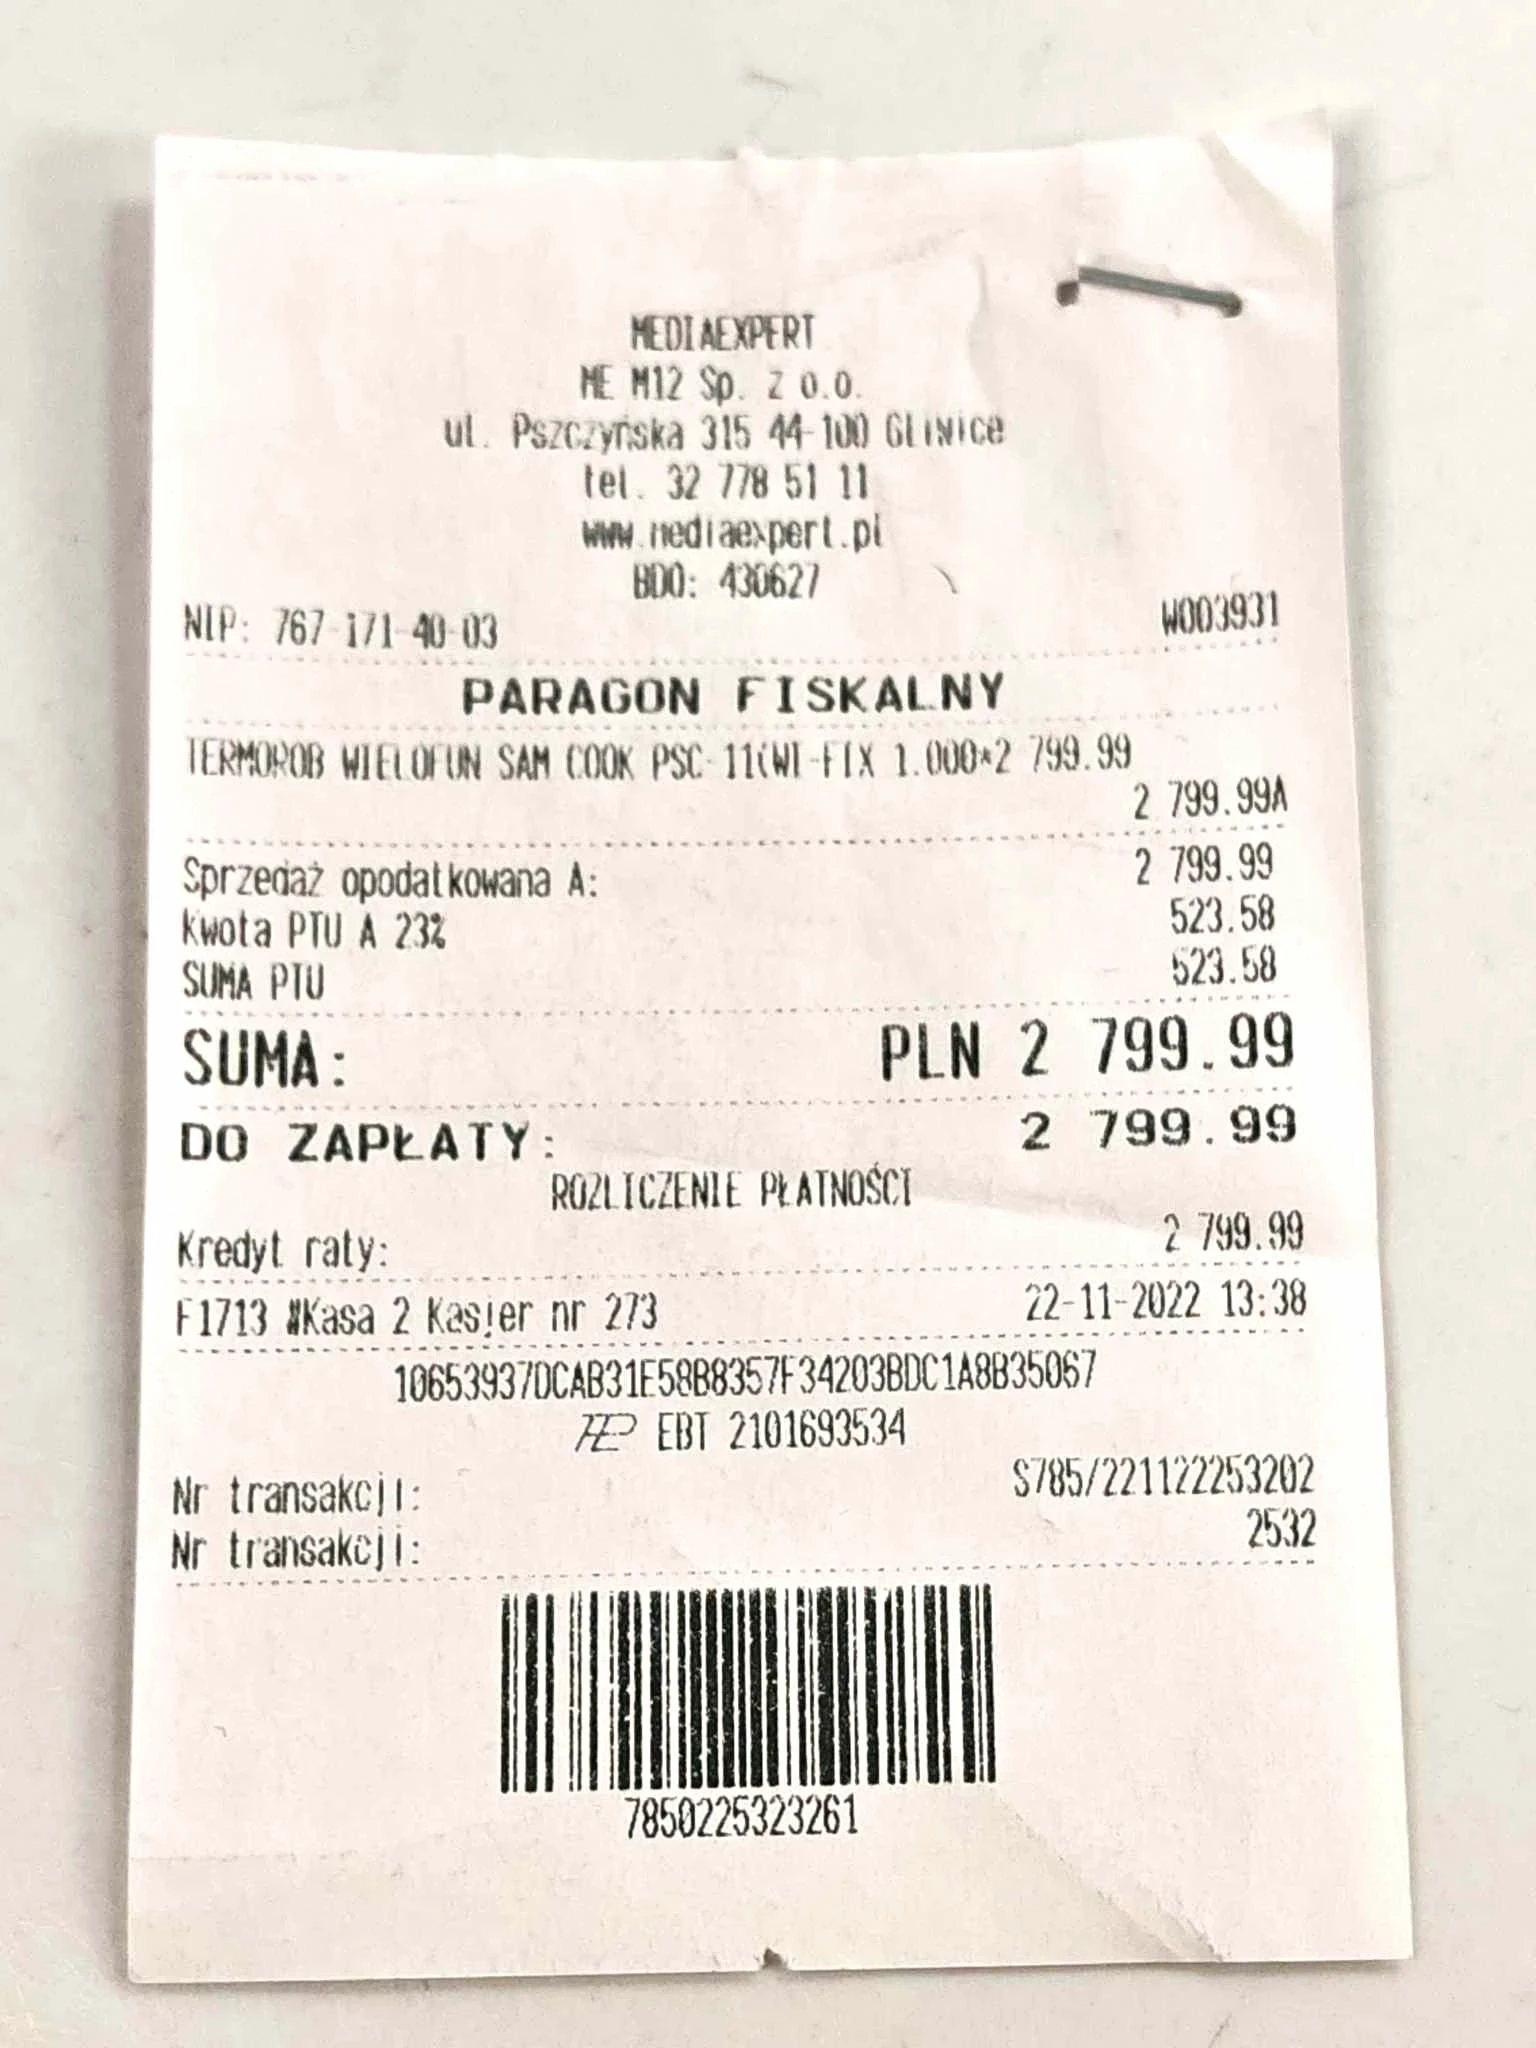 MEDIAEXPERT
ME M12 Sp. z o.o.
ul. Pszczyńska 315 44-100 Gliwice
tel. 32 778 51 11
www.mediaexpert.pl
BDO: 430627
NIP: 767-171-40-03 W003931
PARAGON FISKALNY
TERMOROB WIELOFUN SAM COOK PSC-11(WI-FIX 1.000*2 799.99
2 799.99A
Sprzedaż opodatkowana A: 2 799.99
Kwota PTU A 23% 523.58
SUMA PTU 523.58
SUMA: PLN 2 799.99
DO ZAPŁATY: 2 799.99
ROZLICZENIE PŁATNOŚCI
Kredyt raty: 2 799.99
F1713 #Kasa 2 Kasjer nr 273 22-11-2022 13:38
10653937DCAB31E58B8357F34203BDC1A8B35067
EBT 2101693534
Nr transakcji: S785/221122253202
Nr transakcji: 2532
7850225323261